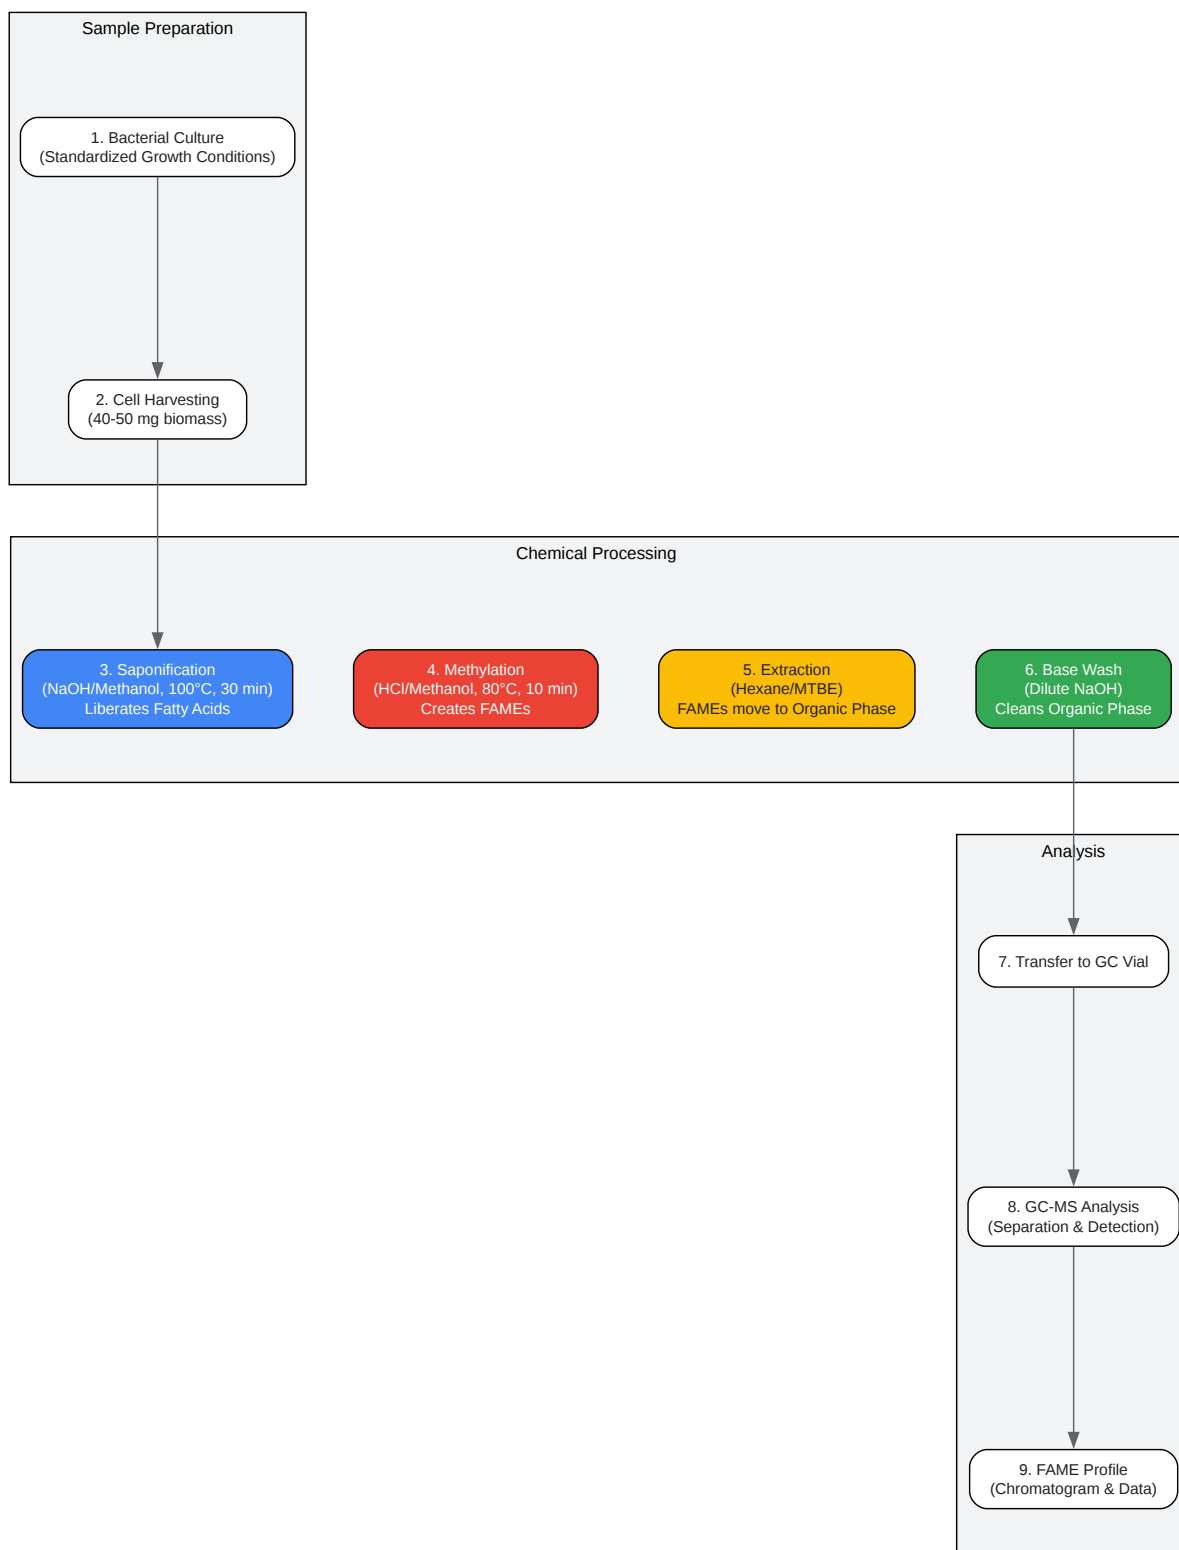 Sample Preparation
1. Bacterial Culture
(Standardized Growth Conditions)
2. Cell Harvesting
(40-50 mg biomass)
Chemical Processing
3. Saponification
(NaOH/Methanol, 100°C, 30 min)
Liberates Fatty Acids
4. Methylation
(HCl/Methanol, 80°C, 10 min)
Creates FAMEs
5. Extraction
(Hexane/MTBE)
FAMEs move to Organic Phase
6. Base Wash
(Dilute NaOH)
Cleans Organic Phase
Analysis
7. Transfer to GC Vial
8. GC-MS Analysis
(Separation & Detection)
9. FAME Profile
(Chromatogram & Data)